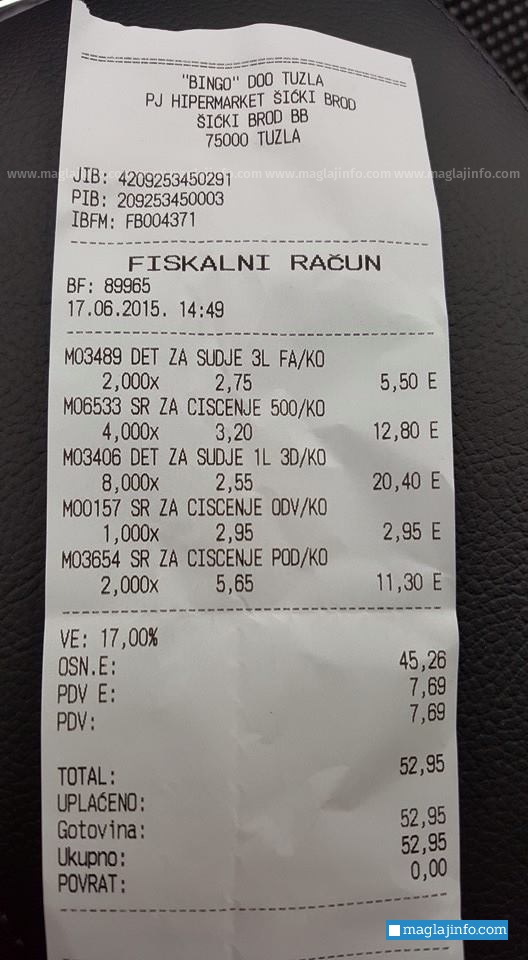 "BINGO" DOO TUZLA
PJ HIPERMARKET ŠIĆKI BROD
ŠIĆKI BROD BB
75000 TUZLA
www.maglajinfo.com www.maglajinfo.com www.maglajinfo.com
JIB: 4209253450291
PIB: 209253450003
IBFM: FB004371
FISKALNI RAČUN
BF: 89965
17.06.2015. 14:49
M03489 DET ZA SUDJE 3L FA/KO
2,000x 2,75 5,50 E
M06533 SR ZA CISCENJE 500/KO
4,000x 3,20 12,80 E
M03406 DET ZA SUDJE 1L 3D/KO
8,000x 2,55 20,40 E
M00157 SR ZA CISCENJE ODV/KO
1,000x 2,95 2,95 E
M03654 SR ZA CISCENJE POD/KO
2,000x 5,65 11,30 E
VE: 17,00%
OSN.E: 45,26
PDV E: 7,69
PDV: 7,69
TOTAL: 52,95
UPLAĆENO:
Gotovina: 52,95
Ukupno: 52,95
POVRAT: 0,00
maglajinfo.com